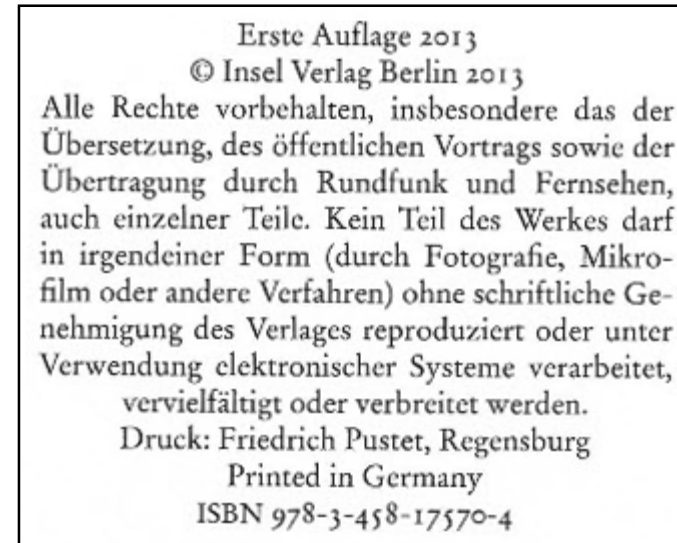 Erste Auflage 2013
© Insel Verlag Berlin 2013
Alle Rechte vorbehalten, insbesondere das der
Übersetzung, des öffentlichen Vortrags sowie der
Übertragung durch Rundfunk und Fernsehen,
auch einzelner Teile. Kein Teil des Werkes darf
in irgendeiner Form (durch Fotografie, Mikro-
film oder andere Verfahren) ohne schriftliche Ge-
nehmigung des Verlages reproduziert oder unter
Verwendung elektronischer Systeme verarbeitet,
vervielfältigt oder verbreitet werden.
Druck: Friedrich Pustet, Regensburg
Printed in Germany
ISBN 978-3-458-17570-4